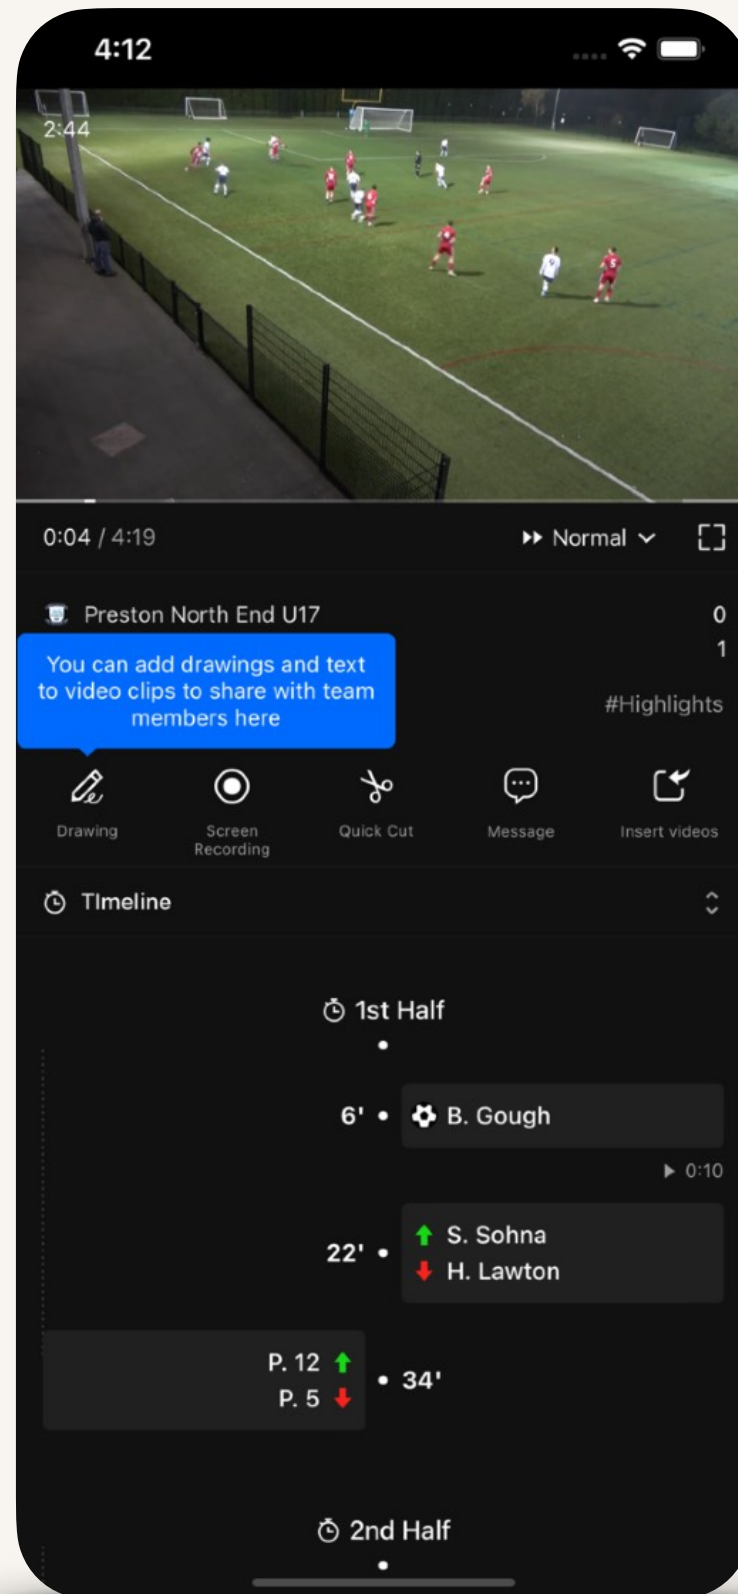 4:12
2:44
0:04 / 4:19
Normal
Preston North End U17
0
1
You can add drawings and text
to video clips to share with team
members here
#Highlights
Drawing
Screen
Recording
Quick Cut
Message
Insert videos
TImeline
1st Half
6'
B. Gough
0:10
22'
S. Sohna
H. Lawton
P. 12
P. 5
34'
2nd Half